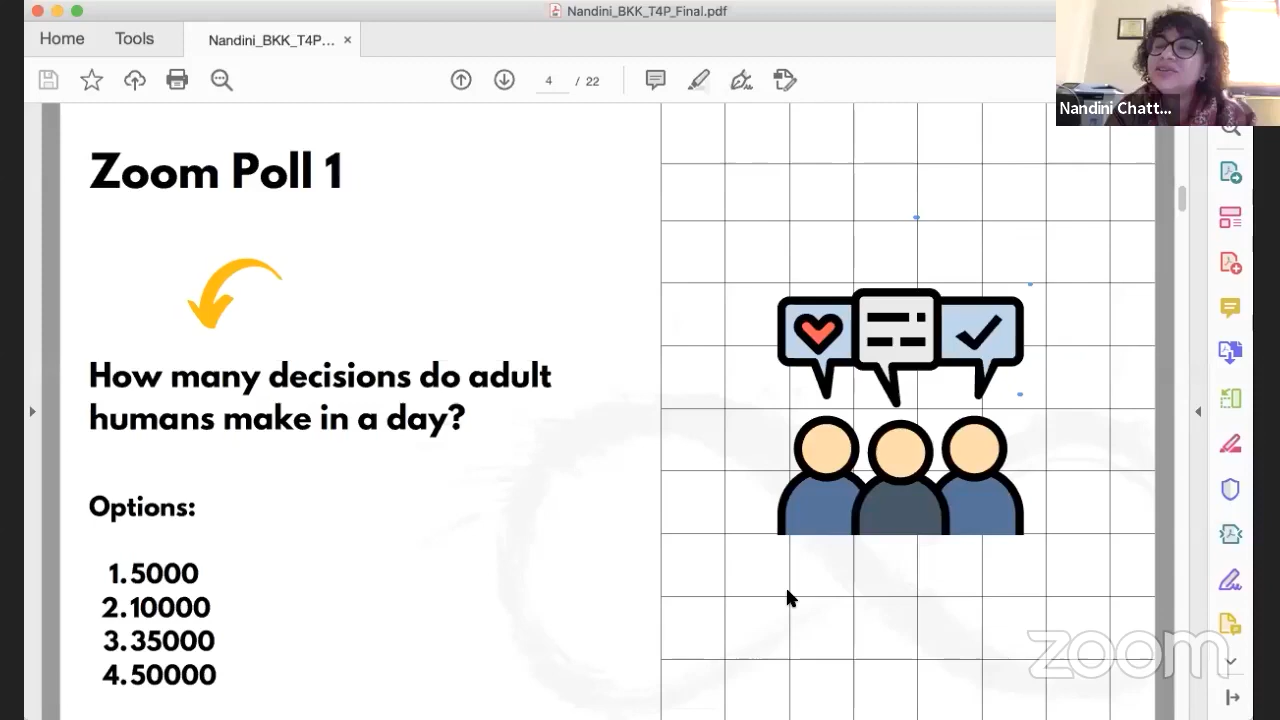 Nandini_BKK_T4P_Final.pdf
Home
Tools
Nandini_BKK_T4P... ×
4 / 22
Nandini Chatt...
Zoom Poll 1
How many decisions do adult
humans make in a day?
Options:
1.5000
2.10000
3.35000
4.50000
zoom